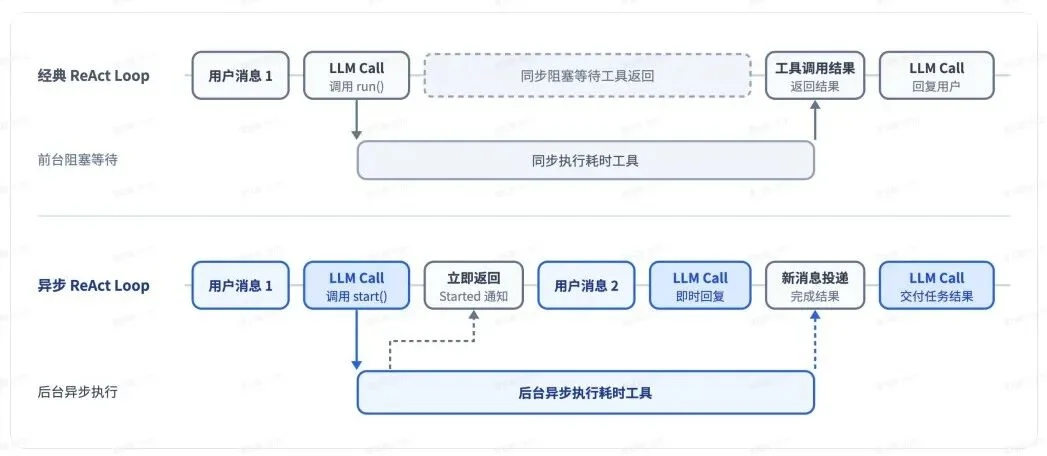 经典 ReAct Loop
用户消息 1
LLM Call
调用 run()
同步阻塞等待工具返回
工具调用结果
返回结果
LLM Call
回复用户
前台阻塞等待
同步执行耗时工具
异步 ReAct Loop
用户消息 1
LLM Call
调用 start()
立即返回
Started 通知
用户消息 2
LLM Call
即时回复
新消息投递
完成结果
LLM Call
交付任务结果
后台异步执行
后台异步执行耗时工具